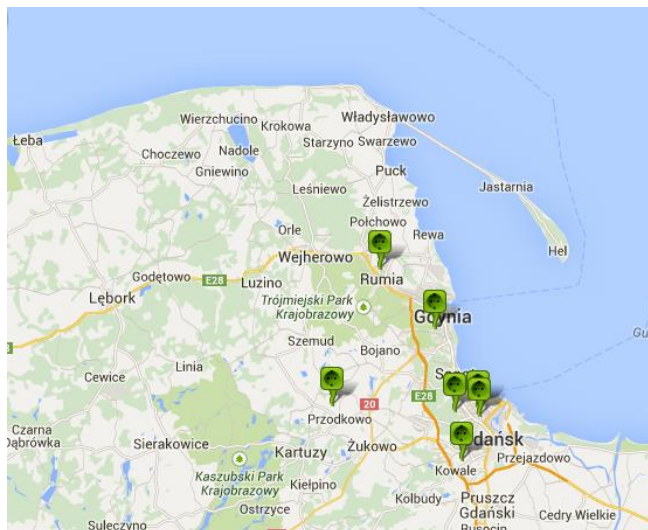 Władysławowo
Wierzchucino
Krokowa
Łeba
Starzyno
Swarzewo
Nadole
Choczewo
Gniewino
Puck
Jastarnia
Leśniewo
Żelistrzewo
Połchowo
Orle
Rewa
Hel
Wejherowo
Godętowo
E28
Luzino
Rumia
Lębork
Trójmiejski Park
Krajobrazowy
Gdynia
Szemud
Bojano
Linia
Cewice
E28
20
Przodkowo
Czarna
Dąbrówka
Sierakowice
Kartuzy
Żukowo
dańsk
Przejazdowo
Kowale
Kaszubski Park
Krajobrazowy
Kiełpino
Kolbudy
Pruszcz
Gdański
Ostrzyce
Cedry Wielkie
Suleczyno